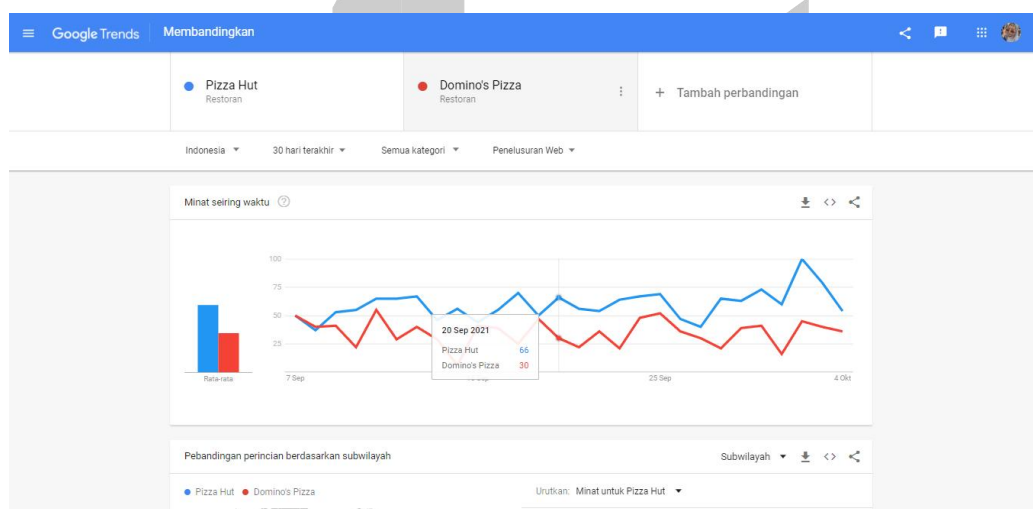 Google Trends Membandingkan
Pizza Hut
Restoran
Domino's Pizza
Restoran
+ Tambah perbandingan
Indonesia
30 hari terakhir
Semua kategori
Penelusuran Web
Minat seiring waktu
100
75
50
25
20 Sep 2021
Pizza Hut 66
Domino's Pizza 30
Rata-rata
7 Sep
25 Sep
4 Okt
Pebandingan perincian berdasarkan subwilayah
Subwilayah
Pizza Hut Domino's Pizza
Urutkan: Minat untuk Pizza Hut